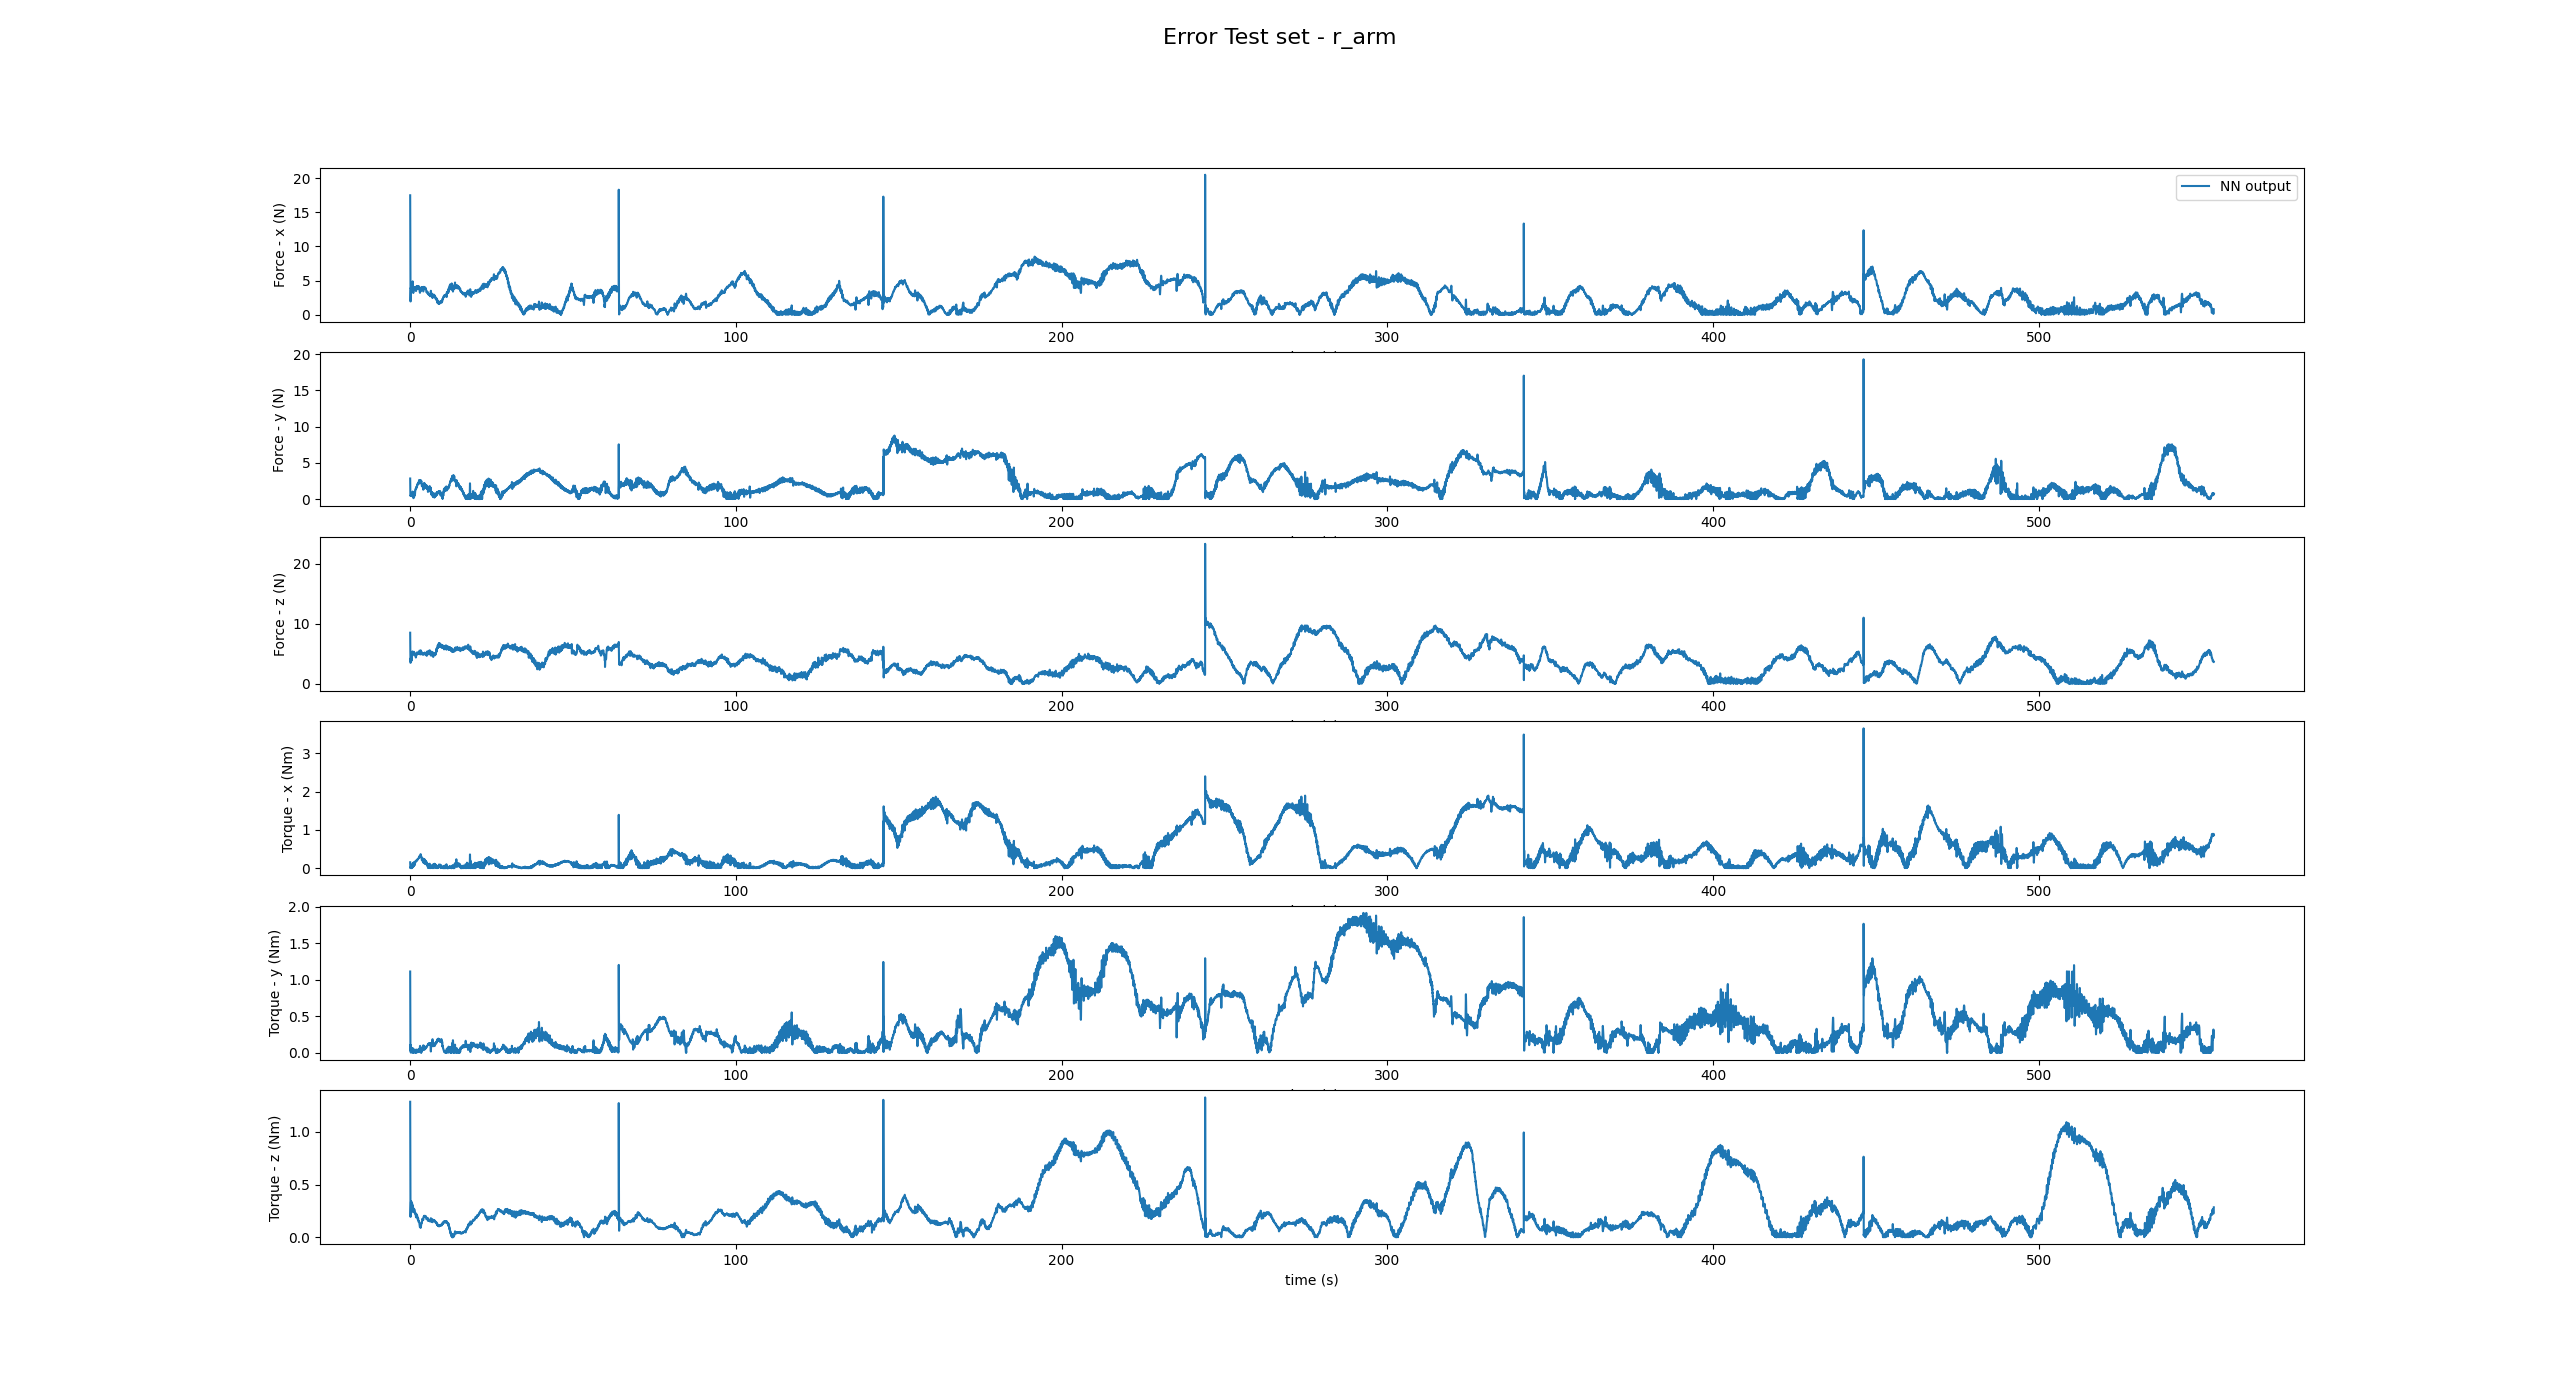 Error Test set - r_arm
NN output
Force - x (N)
20
15
10
5
0
0 100 200 300 400 500
Force - y (N)
20
15
10
5
0
0 100 200 300 400 500
Force - z (N)
20
10
0
0 100 200 300 400 500
Torque - x (Nm)
3
2
1
0
0 100 200 300 400 500
Torque - y (Nm)
2.0
1.5
1.0
0.5
0.0
0 100 200 300 400 500
Torque - z (Nm)
1.0
0.5
0.0
0 100 200 300 400 500
time (s)